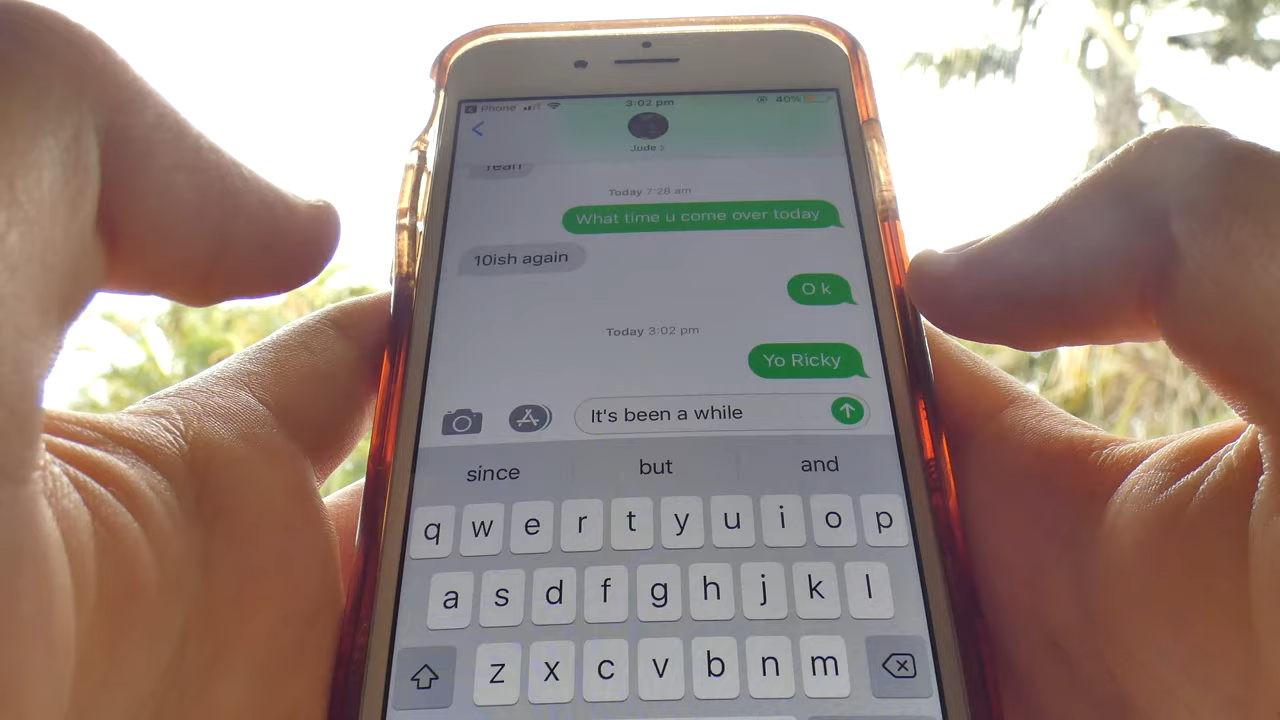 Phone
3:02 pm
40%
Jude >
Yeah
Today 7:28 am
What time u come over today
10ish again
O k
Today 3:02 pm
Yo Ricky
It's been a while
since but and
q w e r t y u i o p
a s d f g h j k l
z x c v b n m